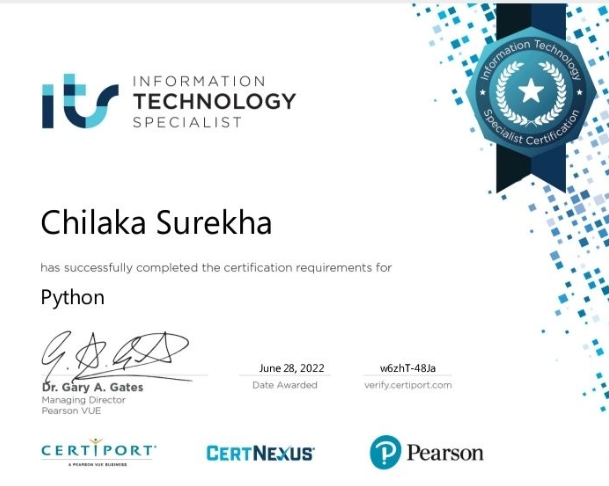 its
INFORMATION
TECHNOLOGY
SPECIALIST
Information Technology
Specialist Certification
Chilaka Surekha
has successfully completed the certification requirements for
Python
G. A. Gates
Dr. Gary A. Gates
Managing Director
Pearson VUE
June 28, 2022
Date Awarded
w6zhT-48Ja
verify.certiport.com
CERTIPORT
A PEARSON VUE BUSINESS
CERTNEXUS
P Pearson